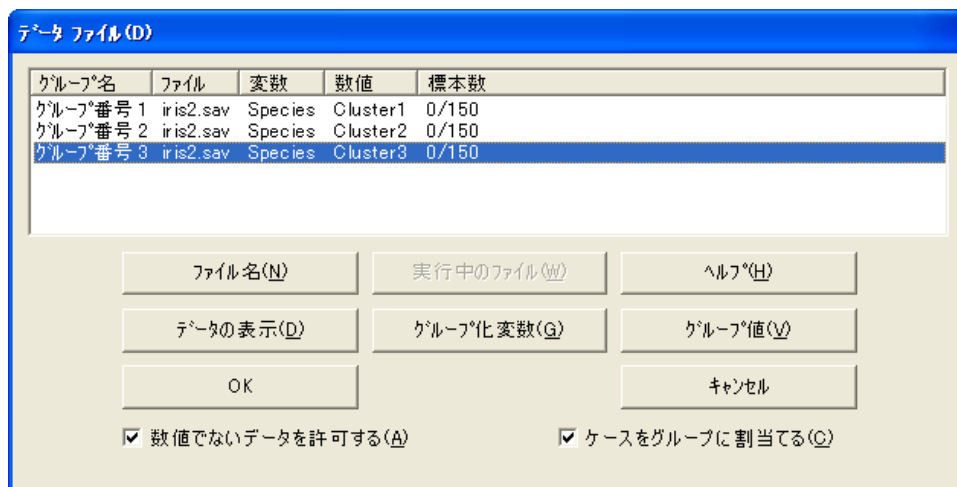 データ ファイル(D)
グループ名 ファイル 変数 数値 標本数
グループ番号 1 iris2.sav Species Cluster1 0/150
グループ番号 2 iris2.sav Species Cluster2 0/150
グループ番号 3 iris2.sav Species Cluster3 0/150
ファイル名(N) 実行中のファイル(W) ヘルプ(H)
データの表示(D) グループ化変数(G) グループ値(V)
OK キャンセル
数値でないデータを許可する(A) ケースをグループに割当てる(C)